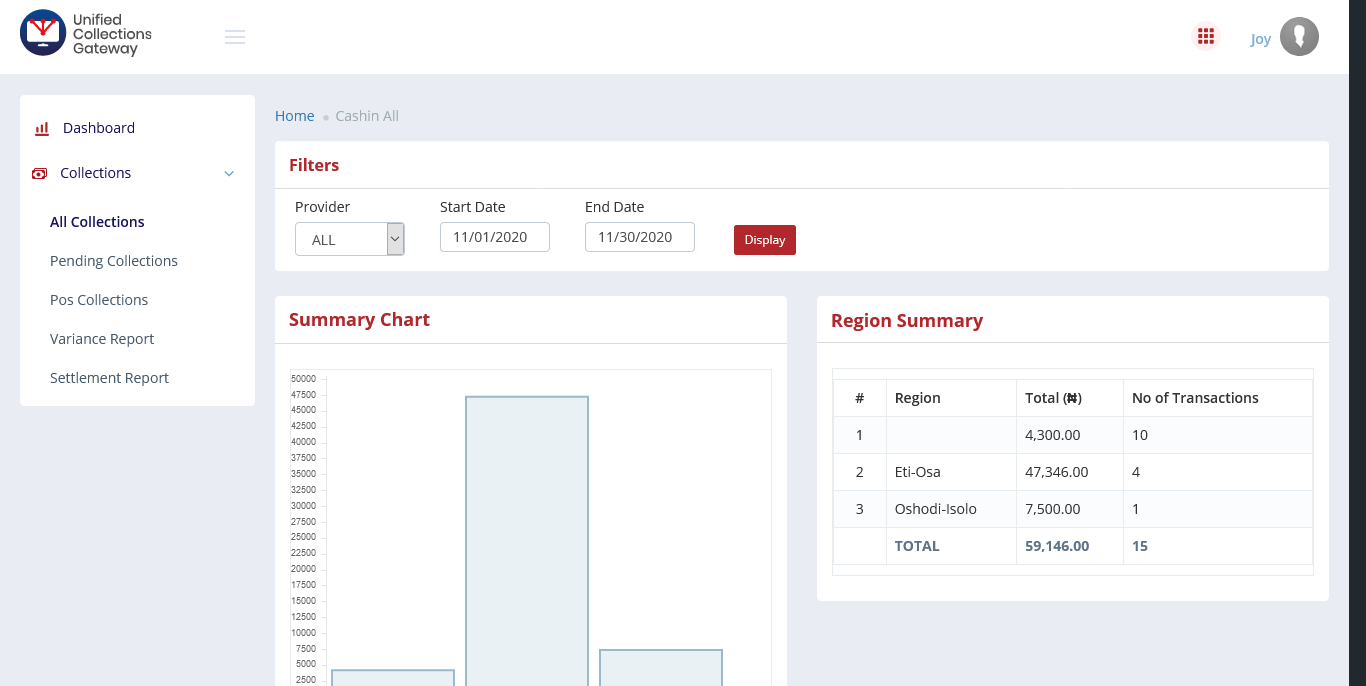 Unified
Collections
Gateway
Joy
Dashboard
Collections
All Collections
Pending Collections
Pos Collections
Variance Report
Settlement Report
Home Cashin All
Filters
Provider Start Date End Date
ALL 11/01/2020 11/30/2020 Display
Summary Chart
50000
47500
45000
42500
40000
37500
35000
32500
30000
27500
25000
22500
20000
17500
15000
12500
10000
7500
5000
2500
Region Summary
# Region Total (₦) No of Transactions
1 4,300.00 10
2 Eti-Osa 47,346.00 4
3 Oshodi-Isolo 7,500.00 1
TOTAL 59,146.00 15